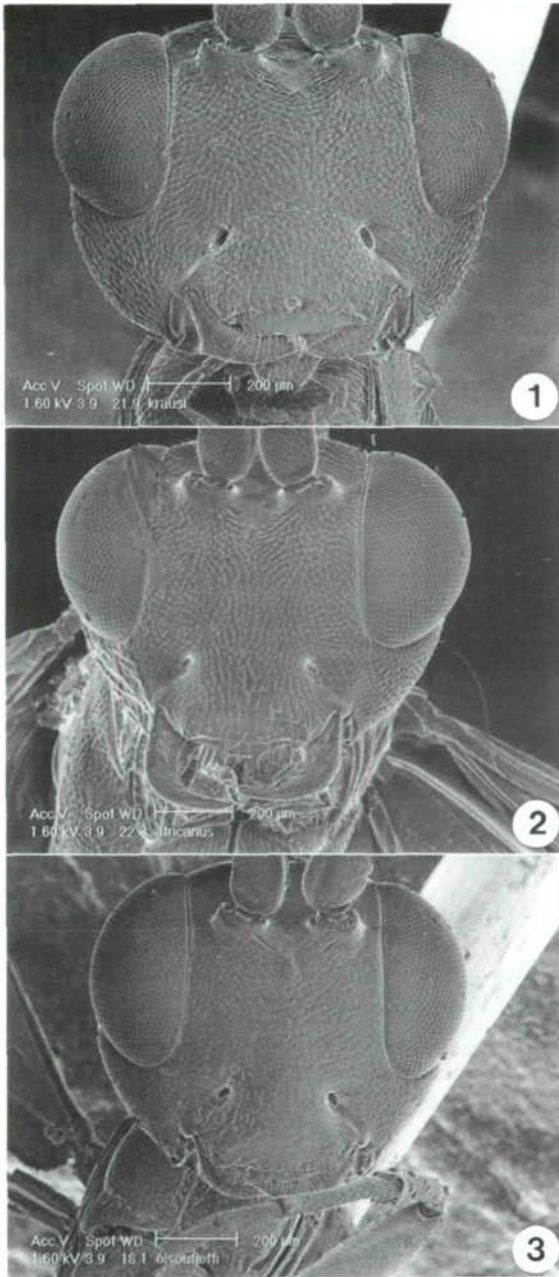 Acc V Spot WD 200 µm
1.60 kV 3.9 21.9 krausi
1
Acc V Spot WD 200 µm
1.60 kV 3.9 africanus
2
Acc V Spot WD 200 µm
1.60 kV 3.9 18.1 olsoufieffi
3